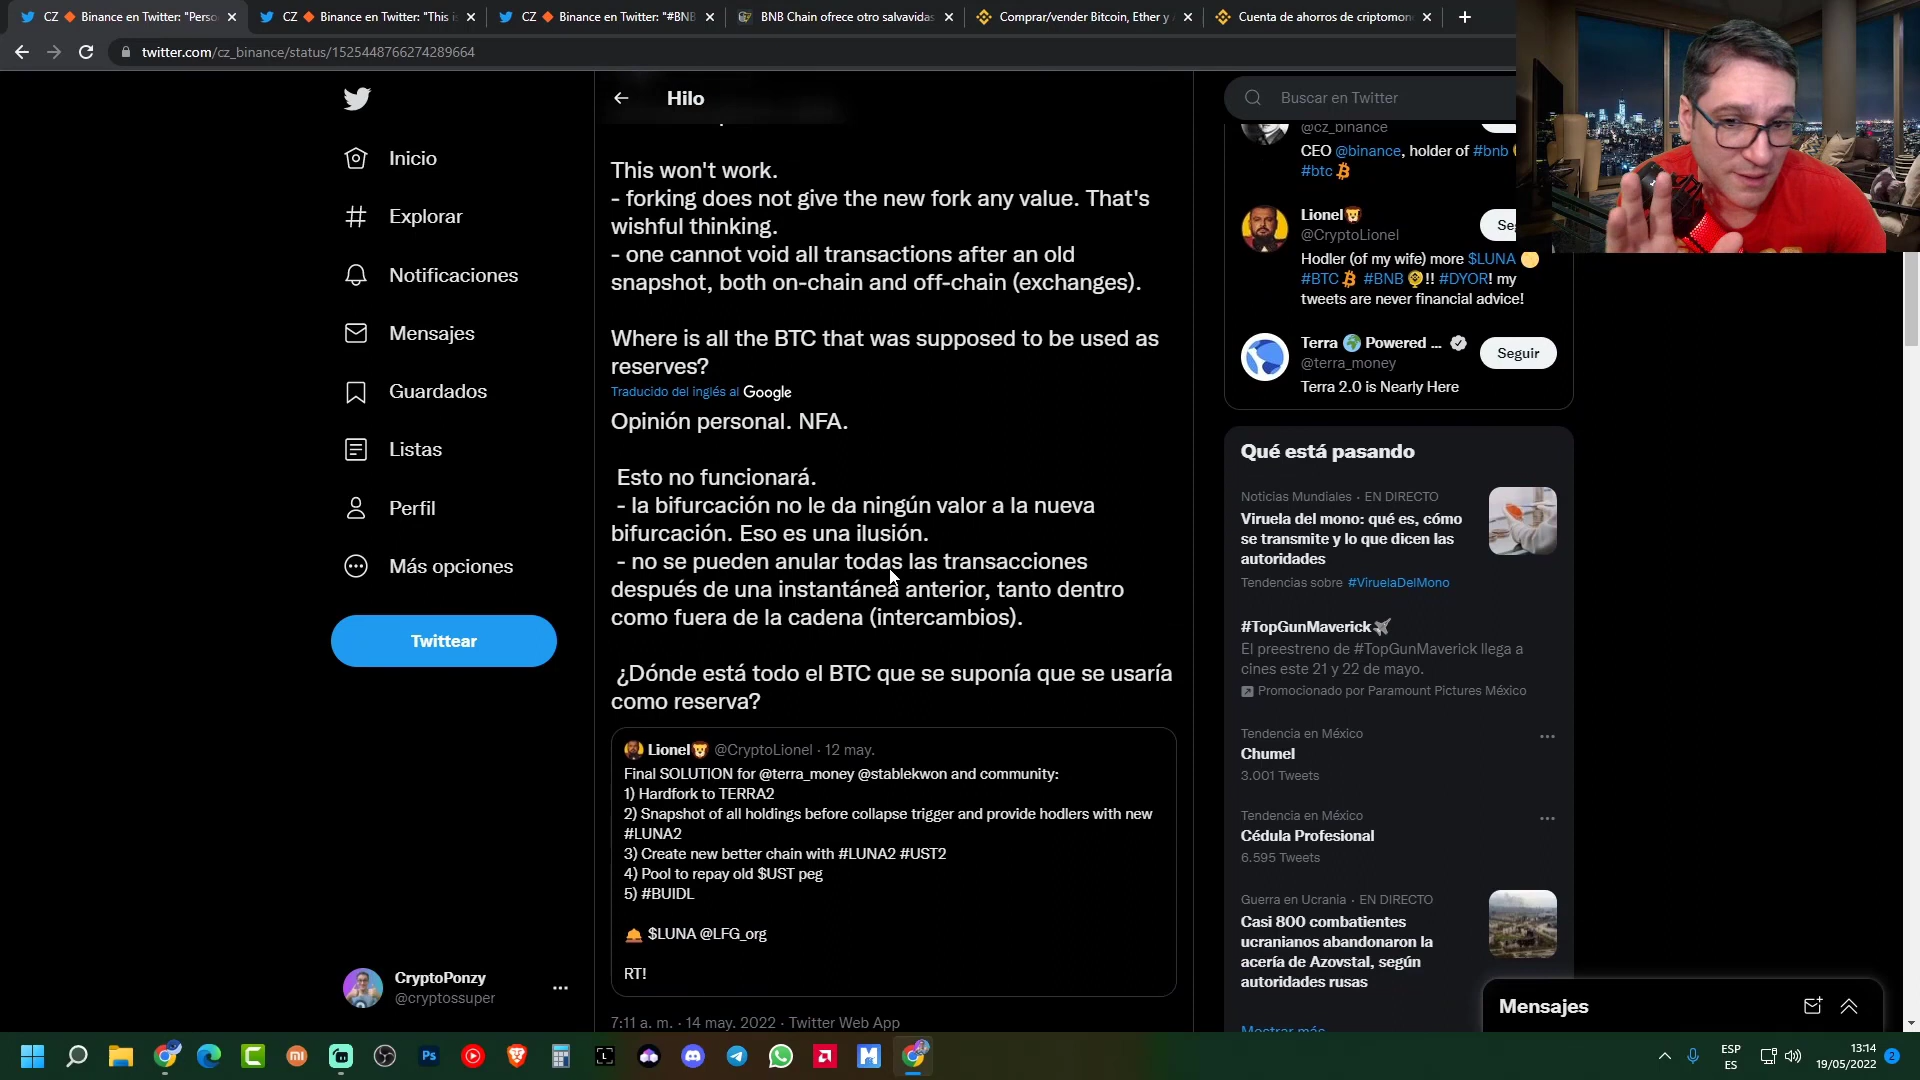 CZ Binance en Twitter: "Perso
CZ Binance en Twitter: "This i
CZ Binance en Twitter: "#BNB
BNB Chain ofrece otro salvavidas
Comprar/vender Bitcoin, Ether y
Cuenta de ahorros de criptomon
twitter.com/cz_binance/status/1525448766274289664
Inicio
Explorar
Notificaciones
Mensajes
Guardados
Listas
Perfil
Más opciones
Twittear
CryptoPonzy
@cryptossuper
Hilo
This won't work.
- forking does not give the new fork any value. That's
wishful thinking.
- one cannot void all transactions after an old
snapshot, both on-chain and off-chain (exchanges).
Where is all the BTC that was supposed to be used as
reserves?
Traducido del inglés al Google
Opinión personal. NFA.
Esto no funcionará.
- la bifurcación no le da ningún valor a la nueva
bifurcación. Eso es una ilusión.
- no se pueden anular todas las transacciones
después de una instantánea anterior, tanto dentro
como fuera de la cadena (intercambios).
¿Dónde está todo el BTC que se suponía que se usaría
como reserva?
Lionel @CryptoLionel · 12 may.
Final SOLUTION for @terra_money @stablekwon and community:
1) Hardfork to TERRA2
2) Snapshot of all holdings before collapse trigger and provide hodlers with new
#LUNA2
3) Create new better chain with #LUNA2 #UST2
4) Pool to repay old $UST peg
5) #BUIDL
$LUNA @LFG_org
RT!
7:11 a. m. · 14 may. 2022 · Twitter Web App
Buscar en Twitter
@cz_binance
CEO @binance, holder of #bnb
#btc
Lionel
@CryptoLionel
Se
Hodler (of my wife) more $LUNA
#BTC #BNB !! #DYOR! my
tweets are never financial advice!
Terra Powered ...
@terra_money
Seguir
Terra 2.0 is Nearly Here
Qué está pasando
Noticias Mundiales · EN DIRECTO
Viruela del mono: qué es, cómo
se transmite y lo que dicen las
autoridades
Tendencias sobre #ViruelaDelMono
#TopGunMaverick
El preestreno de #TopGunMaverick llega a
cines este 21 y 22 de mayo.
Promocionado por Paramount Pictures México
Tendencia en México
Chumel
3.001 Tweets
Tendencia en México
Cédula Profesional
6.595 Tweets
Guerra en Ucrania · EN DIRECTO
Casi 800 combatientes
ucranianos abandonaron la
acería de Azovstal, según
autoridades rusas
Mostrar más
Mensajes
Ps
ESP
ES
13:14
19/05/2022
2